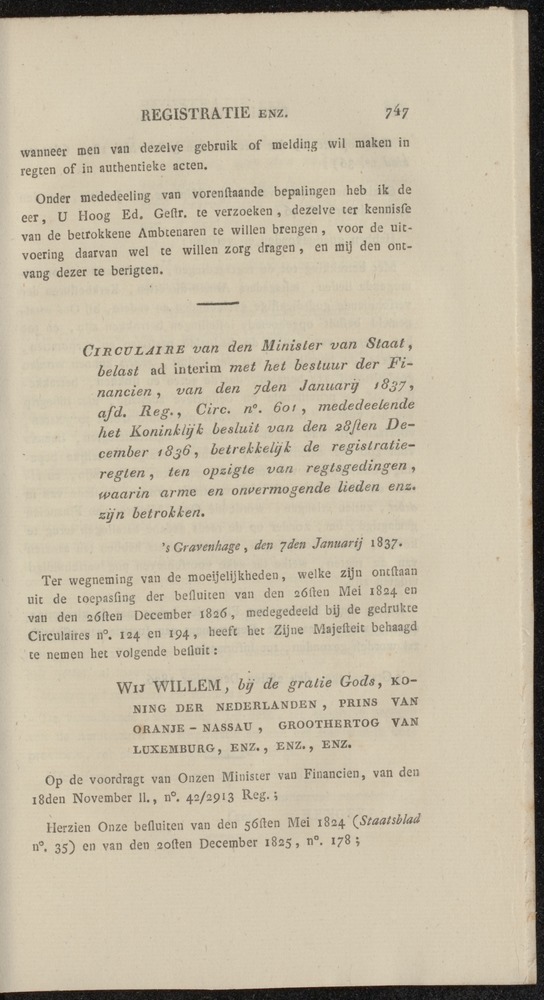 REGISTRATIE ENZ. 747
wanneer men van dezelve gebruik of melding wil maken in
regten of in authentieke acten.
Onder mededeeling van vorenſtaande bepalingen heb ik de
eer, U Hoog Ed. Geſtr. te verzoeken, dezelve ter kennisſe
van de betrokkene Ambtenaren te willen brengen, voor de uit-
voering daarvan wel te willen zorg dragen, en mij den ont-
vang dezer te berigten.
CIRCULAIRE van den Minister van Staat,
belast ad interim met het bestuur der Fi-
nancien, van den 7den Januarij 1837,
afd. Reg., Circ. nº. 601, mededeelende
het Koninklijk besluit van den 28ſten De-
cember 1836, betrekkelijk de registratie-
regten, ten opzigte van regtsgedingen,
waarin arme en onvermogende lieden enz.
zijn betrokken.
's Gravenhage, den 7den Januarij 1837.
Ter wegneming van de moeijelijkheden, welke zijn ontſtaan
uit de toepasſing der beſluiten van den 26ſten Mei 1824 en
van den 26ſten December 1826, medegedeeld bij de gedrukte
Circulaires nº. 124 en 194, heeft het Zijne Majeſteit behaagd
te nemen het volgende beſluit:
WIJ WILLEM, bij de gratie Gods, KO-
NING DER NEDERLANDEN, PRINS VAN
ORANJE-NASSAU, GROOTHERTOG VAN
LUXEMBURG, ENZ., ENZ., ENZ.
Op de voordragt van Onzen Minister van Financien, van den
18den November ll., nº. 42/2913 Reg.;
Herzien Onze beſluiten van den 56ſten Mei 1824 (Staatsblad
nº. 35) en van den 20ſten December 1825, nº. 178;